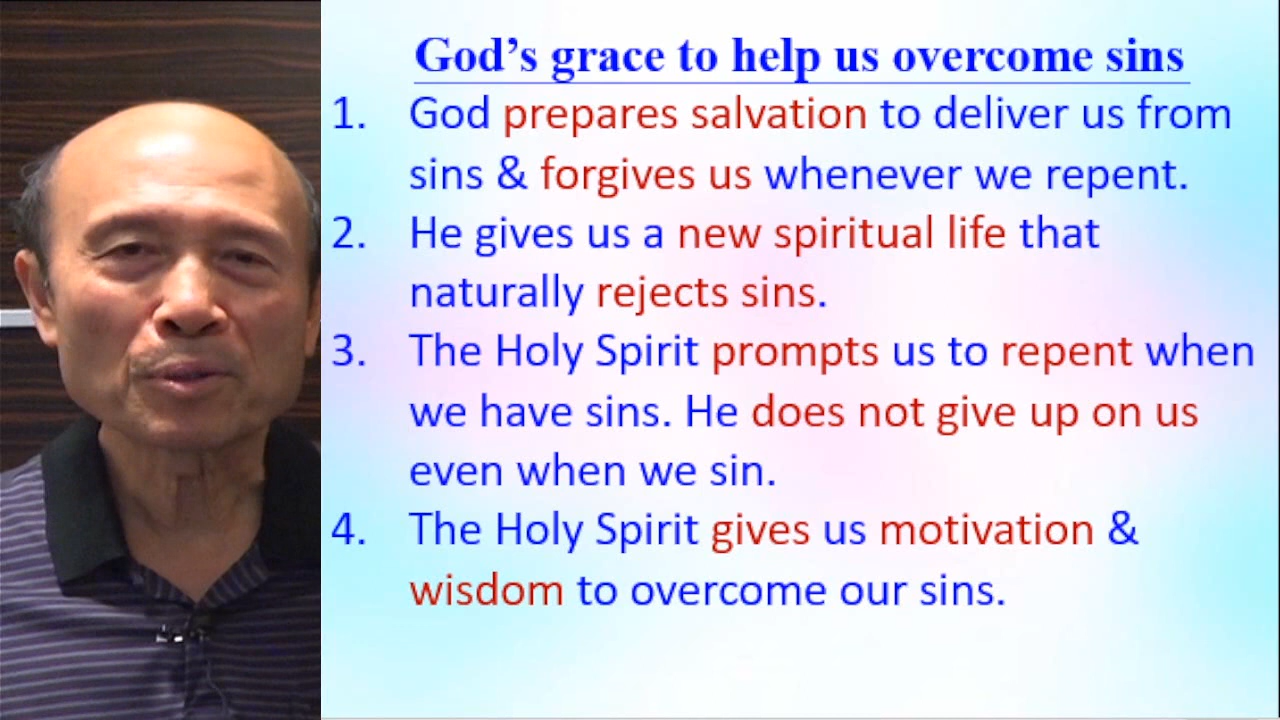 God's grace to help us overcome sins
1. God prepares salvation to deliver us from
sins & forgives us whenever we repent.
2. He gives us a new spiritual life that
naturally rejects sins.
3. The Holy Spirit prompts us to repent when
we have sins. He does not give up on us
even when we sin.
4. The Holy Spirit gives us motivation &
wisdom to overcome our sins.